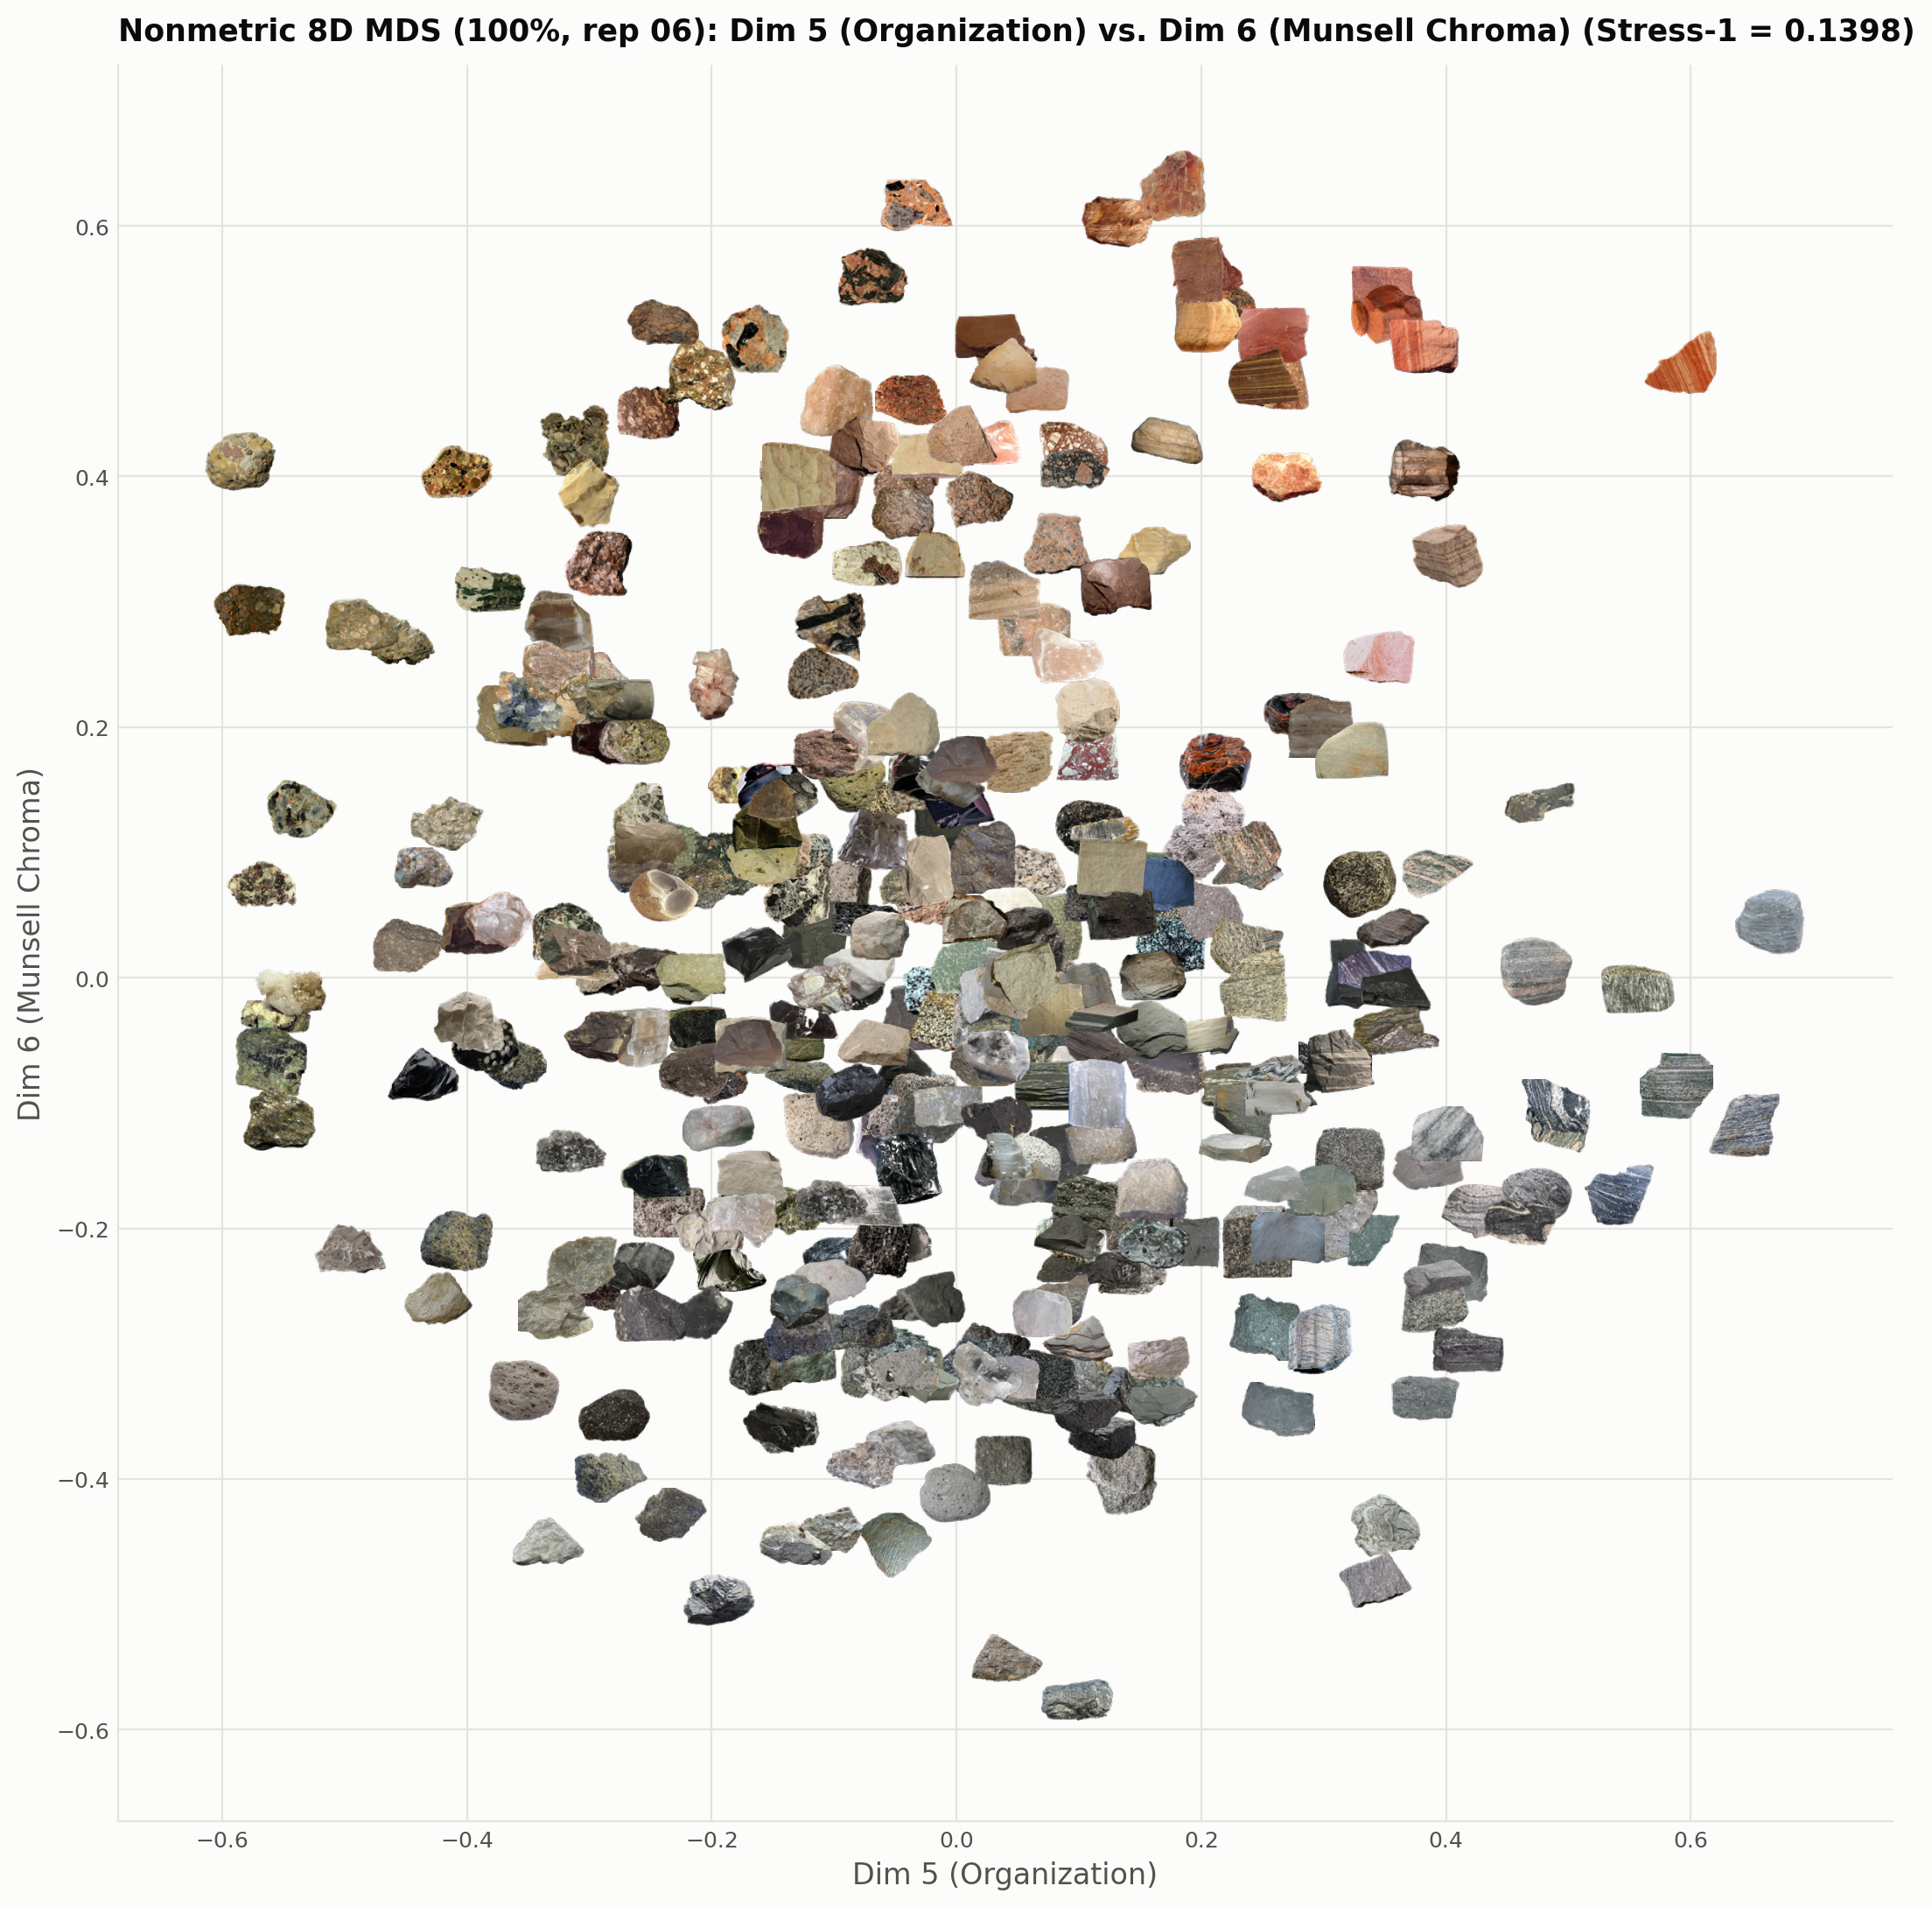 Nonmetric 8D MDS (100%, rep 06): Dim 5 (Organization) vs. Dim 6 (Munsell Chroma) (Stress-1 = 0.1398)
Dim 6 (Munsell Chroma)
0.6
0.4
0.2
0.0
−0.2
−0.4
−0.6
−0.6 −0.4 −0.2 0.0 0.2 0.4 0.6
Dim 5 (Organization)